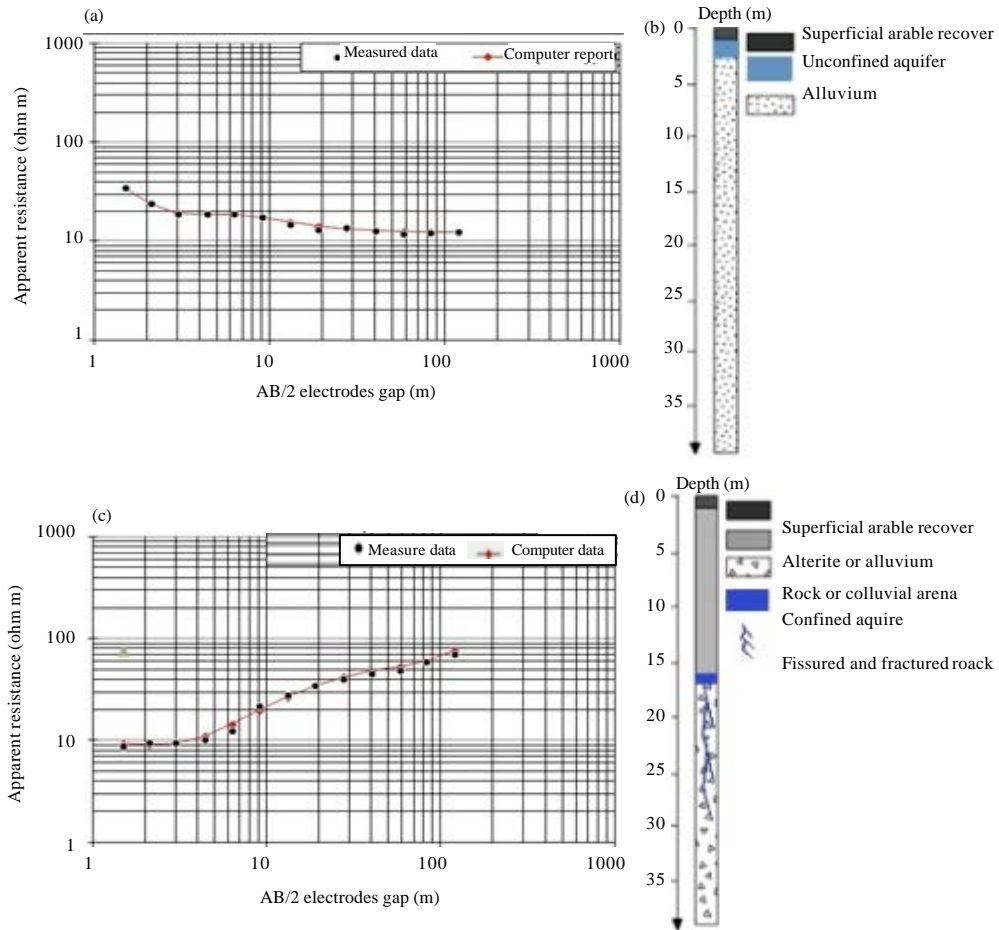 (a)
1000
100
10
1
Apparent resistance (ohm m)
Measured data
Computer reporte
1
10
100
1000
AB/2 electrodes gap (m)
(b)
Depth (m)
0
5
10
15
20
25
30
35
Superficial arable recover
Unconfined aquifer
Alluvium
(c)
1000
100
10
1
Apparent resistance (ohm m)
Measure data
Computer data
1
10
100
1000
AB/2 electrodes gap (m)
(d)
Depth (m)
0
5
10
15
20
25
30
35
Superficial arable recover
Alterite or alluvium
Rock or colluvial arena
Confined aquire
Fissured and fractured roack